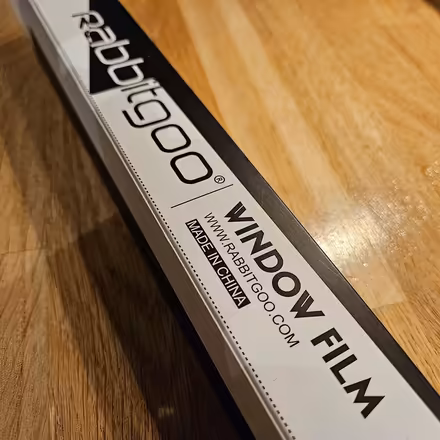 Rabbitgoo®
WINDOW FILM
WWW.RABBITGOO.COM
MADE IN CHINA